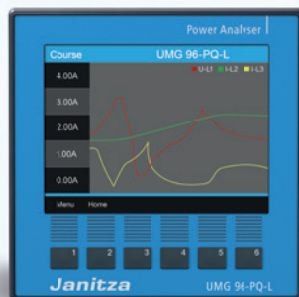 Power Analyser
Course UMG 96-PQ-L
U-L1 I-L2 I-L3
4.00A
3.00A
2.00A
1.00A
0.00A
Menu Home
1 2 3 4 5 6
Janitza UMG 96-PQ-L